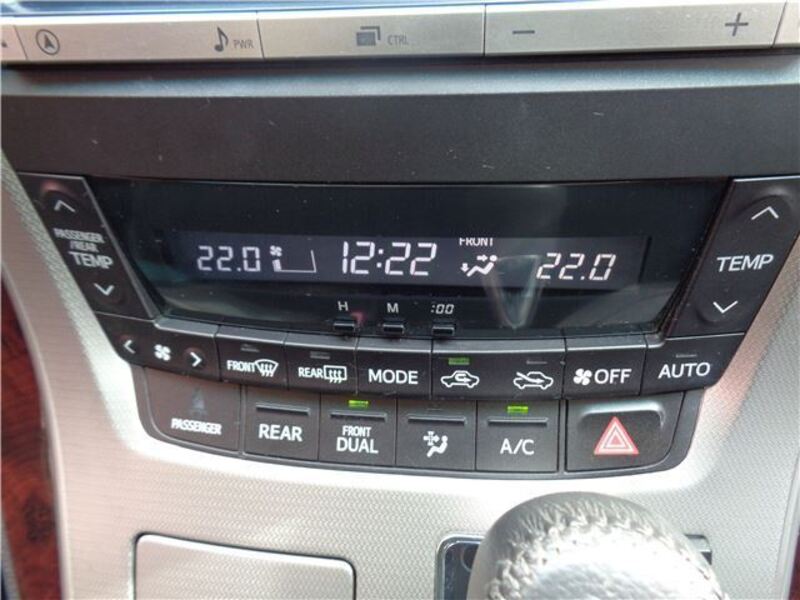 PWR
CTRL
− +
PASSENGER
/REAR
TEMP
22.0
12:22
FRONT
22.0
TEMP
H M :00
FRONT
REAR
MODE
OFF
AUTO
PASSENGER
REAR
FRONT
DUAL
A/C